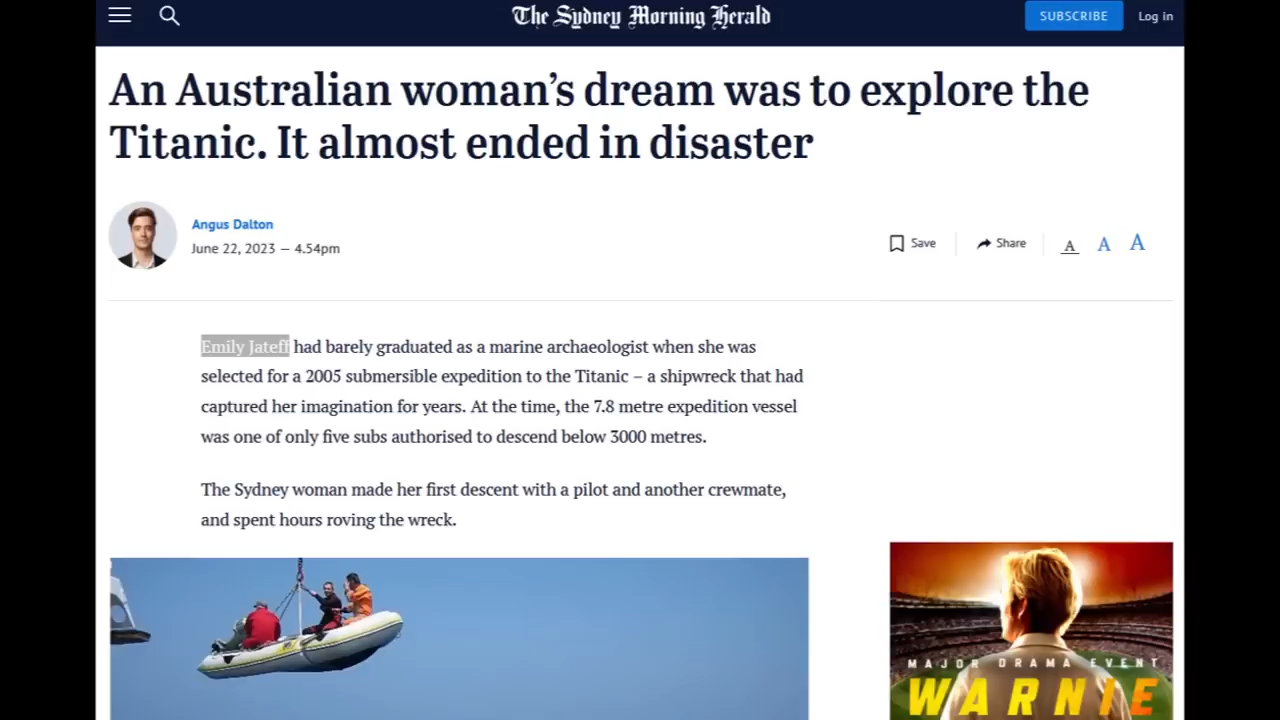 The Sydney Morning Herald
SUBSCRIBE
Log in
An Australian woman's dream was to explore the
Titanic. It almost ended in disaster
Angus Dalton
June 22, 2023 — 4.54pm
Save
Share
A
A
A
Emily Jateff had barely graduated as a marine archaeologist when she was
selected for a 2005 submersible expedition to the Titanic – a shipwreck that had
captured her imagination for years. At the time, the 7.8 metre expedition vessel
was one of only five subs authorised to descend below 3000 metres.
The Sydney woman made her first descent with a pilot and another crewmate,
and spent hours roving the wreck.
MAJOR DRAMA EVENT
WARNIE